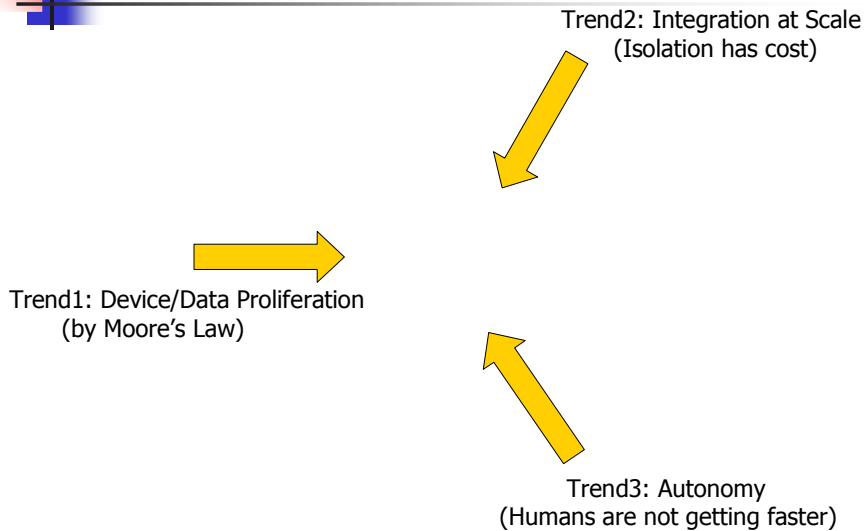 Trend2: Integration at Scale
(Isolation has cost)
Trend1: Device/Data Proliferation
(by Moore’s Law)
Trend3: Autonomy
(Humans are not getting faster)